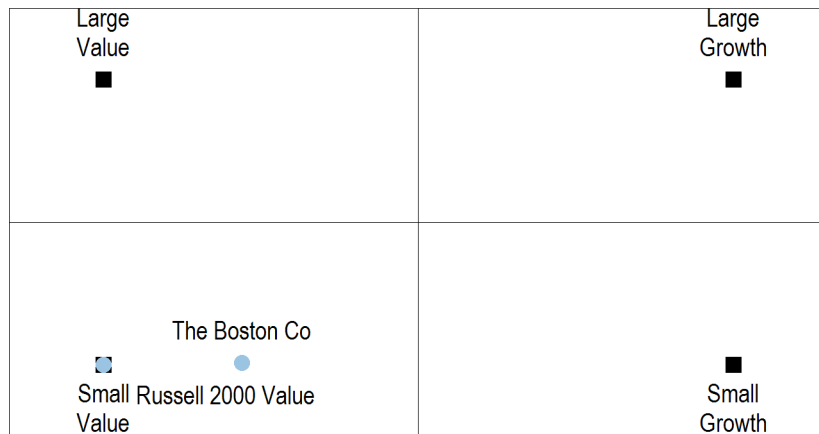 Large
Value
Large
Growth
The Boston Co
Small
Value
Russell 2000 Value
Small
Growth